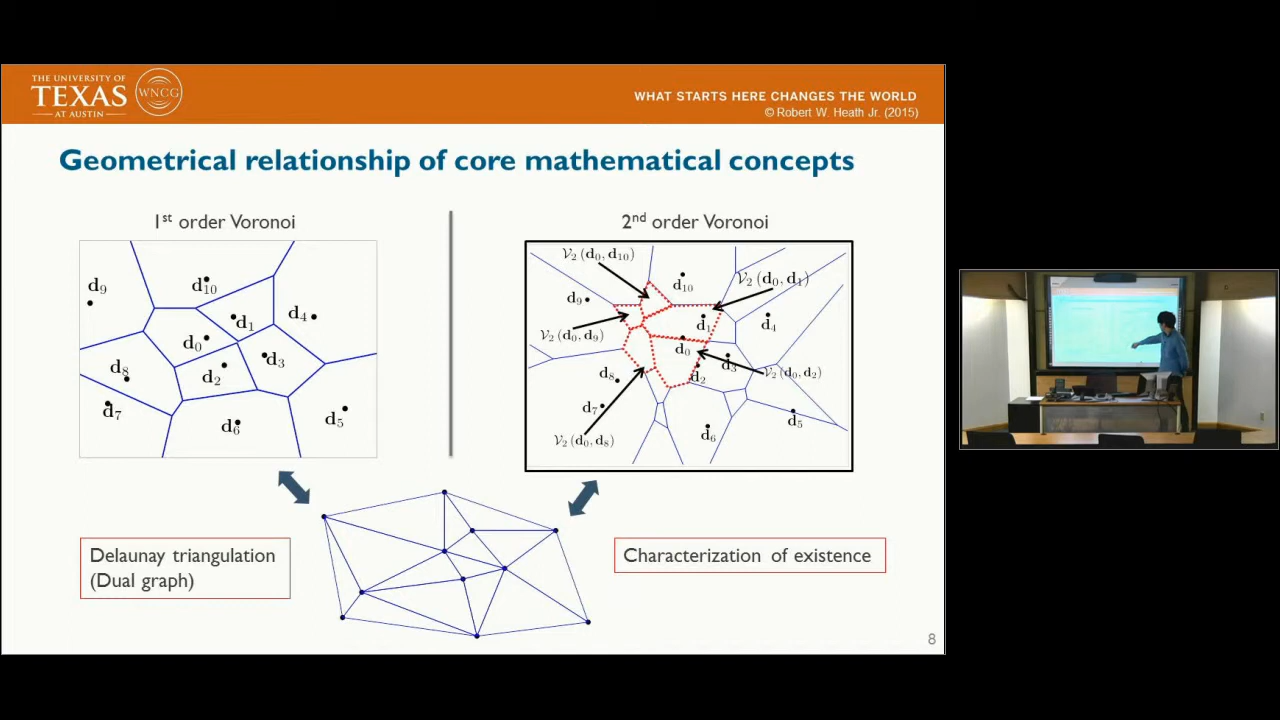 THE UNIVERSITY OF
TEXAS
AT AUSTIN
WNCG
WHAT STARTS HERE CHANGES THE WORLD
© Robert W. Heath Jr. (2015)
Geometrical relationship of core mathematical concepts
1st order Voronoi
2nd order Voronoi
d9
d10
d1
d4
d0
d3
d8
d2
d7
d6
d5
V2 (d0, d10)
V2 (d0, d1)
d10
d9
d1
d4
V2 (d0, d9)
d0
d3
V2 (d0, d2)
d8
d2
d7
d5
d6
V2 (d0, d8)
Delaunay triangulation
(Dual graph)
Characterization of existence
8